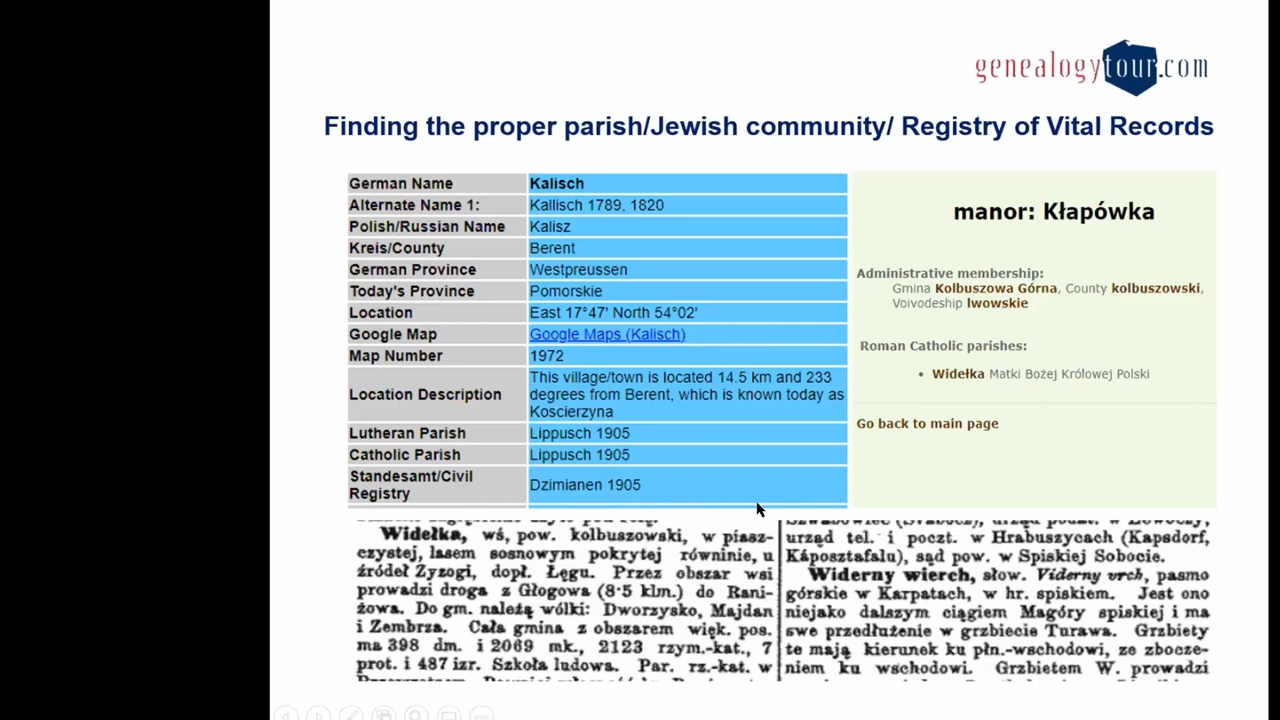 genealogytour.com
Finding the proper parish/Jewish community/ Registry of Vital Records
German Name Kalisch
Alternate Name 1: Kallisch 1789, 1820
Polish/Russian Name Kalisz
Kreis/County Berent
German Province Westpreussen
Today's Province Pomorskie
Location East 17°47' North 54°02'
Google Map Google Maps (Kalisch)
Map Number 1972
Location Description This village/town is located 14.5 km and 233
degrees from Berent, which is known today as
Koscierzyna
Lutheran Parish Lippusch 1905
Catholic Parish Lippusch 1905
Standesamt/Civil
Registry Dzimianen 1905
manor: Kłapówka
Administrative membership:
Gmina Kolbuszowa Górna, County kolbuszowski,
Voivodeship lwowskie
Roman Catholic parishes:
• Widełka Matki Bożej Królowej Polski
Go back to main page
Widełka, wś, pow. kolbuszowski, w piasz-
czystej, lasem sosnowym pokrytej równinie, u
źródeł Zyzogi, dopł. Łęgu. Przez obszar wsi
prowadzi droga z Głogowa (8·5 klm.) do Rani-
żowa. Do gm. należą wólki: Dworzysko, Majdan
i Zembrza. Cała gmina z obszarem więk. pos.
ma 398 dm. i 2069 mk., 2123 rzym.-kat., 7
prot. i 487 izr. Szkoła ludowa. Par. rz.-kat. w
urząd tel. i poczt. w Hrabuszycach (Kapsdorf,
Káposztafalu), sąd pow. w Spiskiej Sobocie.
Widerny wierch, słow. Viderny vrch, pasmo
górskie w Karpatach, w hr. spiskiem. Jest ono
niejako dalszym ciągiem Magóry spiskiej i ma
swe przedłużenie w grzbiecie Turawa. Grzbiety
te mają kierunek ku płn.-wschodowi, ze zbocze-
niem ku wschodowi. Grzbietem W. prowadzi